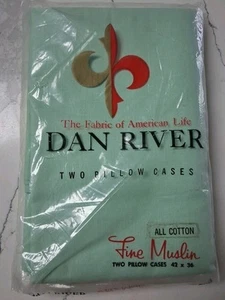 The Fabric of American Life
DAN RIVER
TWO PILLOW CASES
ALL COTTON
Fine Muslin
TWO PILLOW CASES 42 x 36